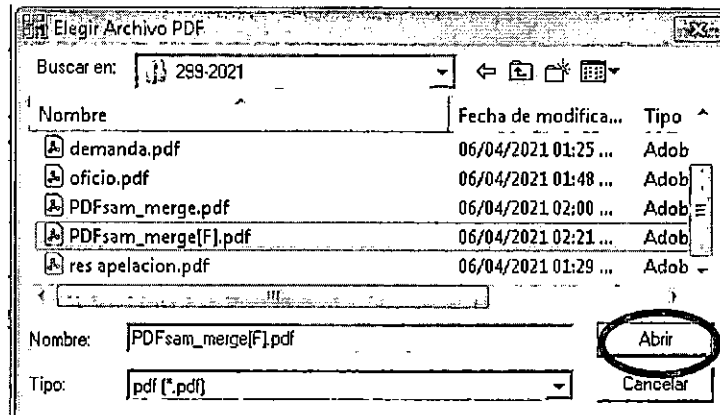 Elegir Archivo PDF
Buscar en: 299-2021
Nombre Fecha de modifica... Tipo
demanda.pdf 06/04/2021 01:25 ... Adob
oficio.pdf 06/04/2021 01:48 ... Adob
PDFsam_merge.pdf 06/04/2021 02:00 ... Adob
PDFsam_merge[F].pdf 06/04/2021 02:21 ... Adob
res apelacion.pdf 06/04/2021 01:29 ... Adob
Nombre: PDFsam_merge[F].pdf Abrir
Tipo: pdf (*.pdf) Cancelar